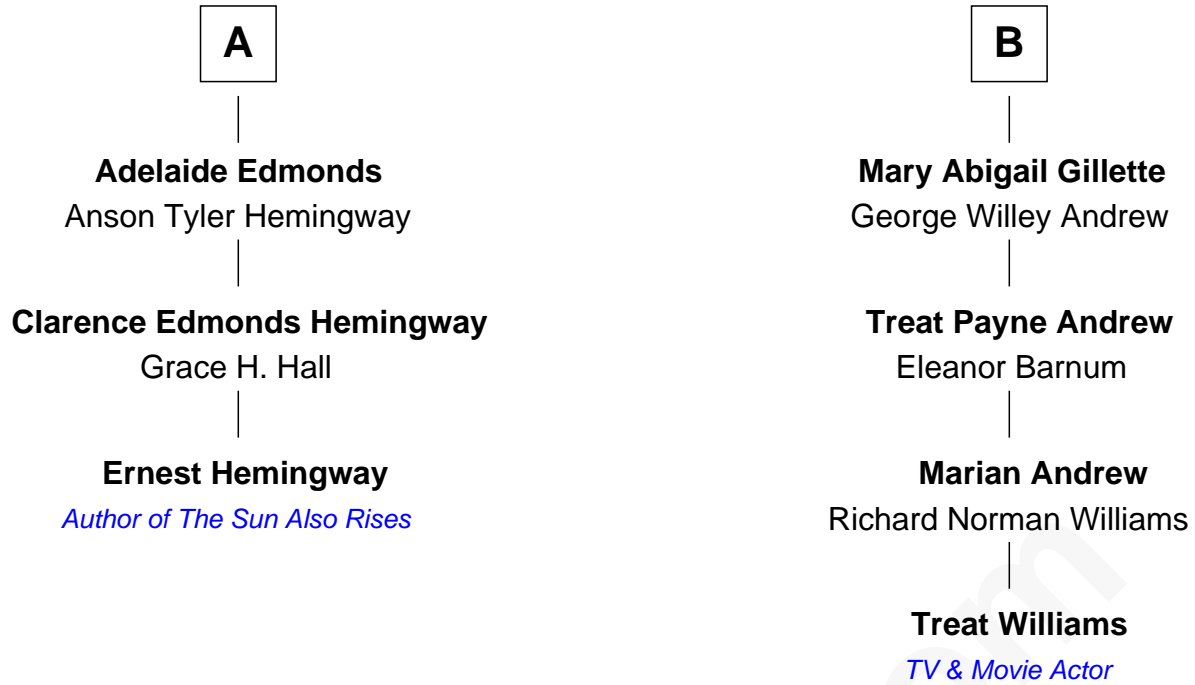 A
Adelaide Edmonds
Anson Tyler Hemingway
Clarence Edmonds Hemingway
Grace H. Hall
Ernest Hemingway
Author of The Sun Also Rises
B
Mary Abigail Gillette
George Willey Andrew
Treat Payne Andrew
Eleanor Barnum
Marian Andrew
Richard Norman Williams
Treat Williams
TV & Movie Actor